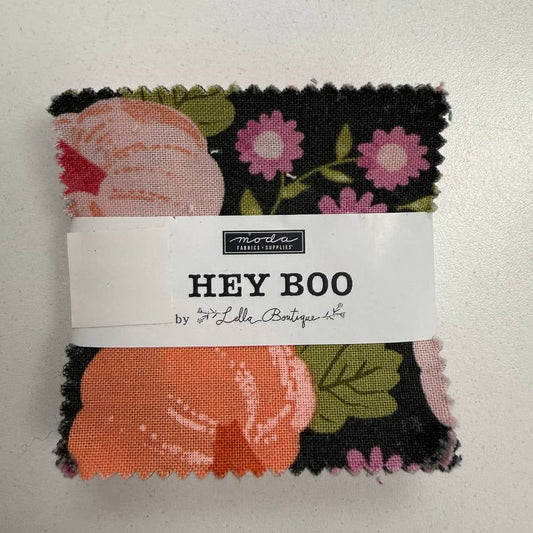 moda
FABRICS + SUPPLIES®
HEY BOO
by Lella Boutique